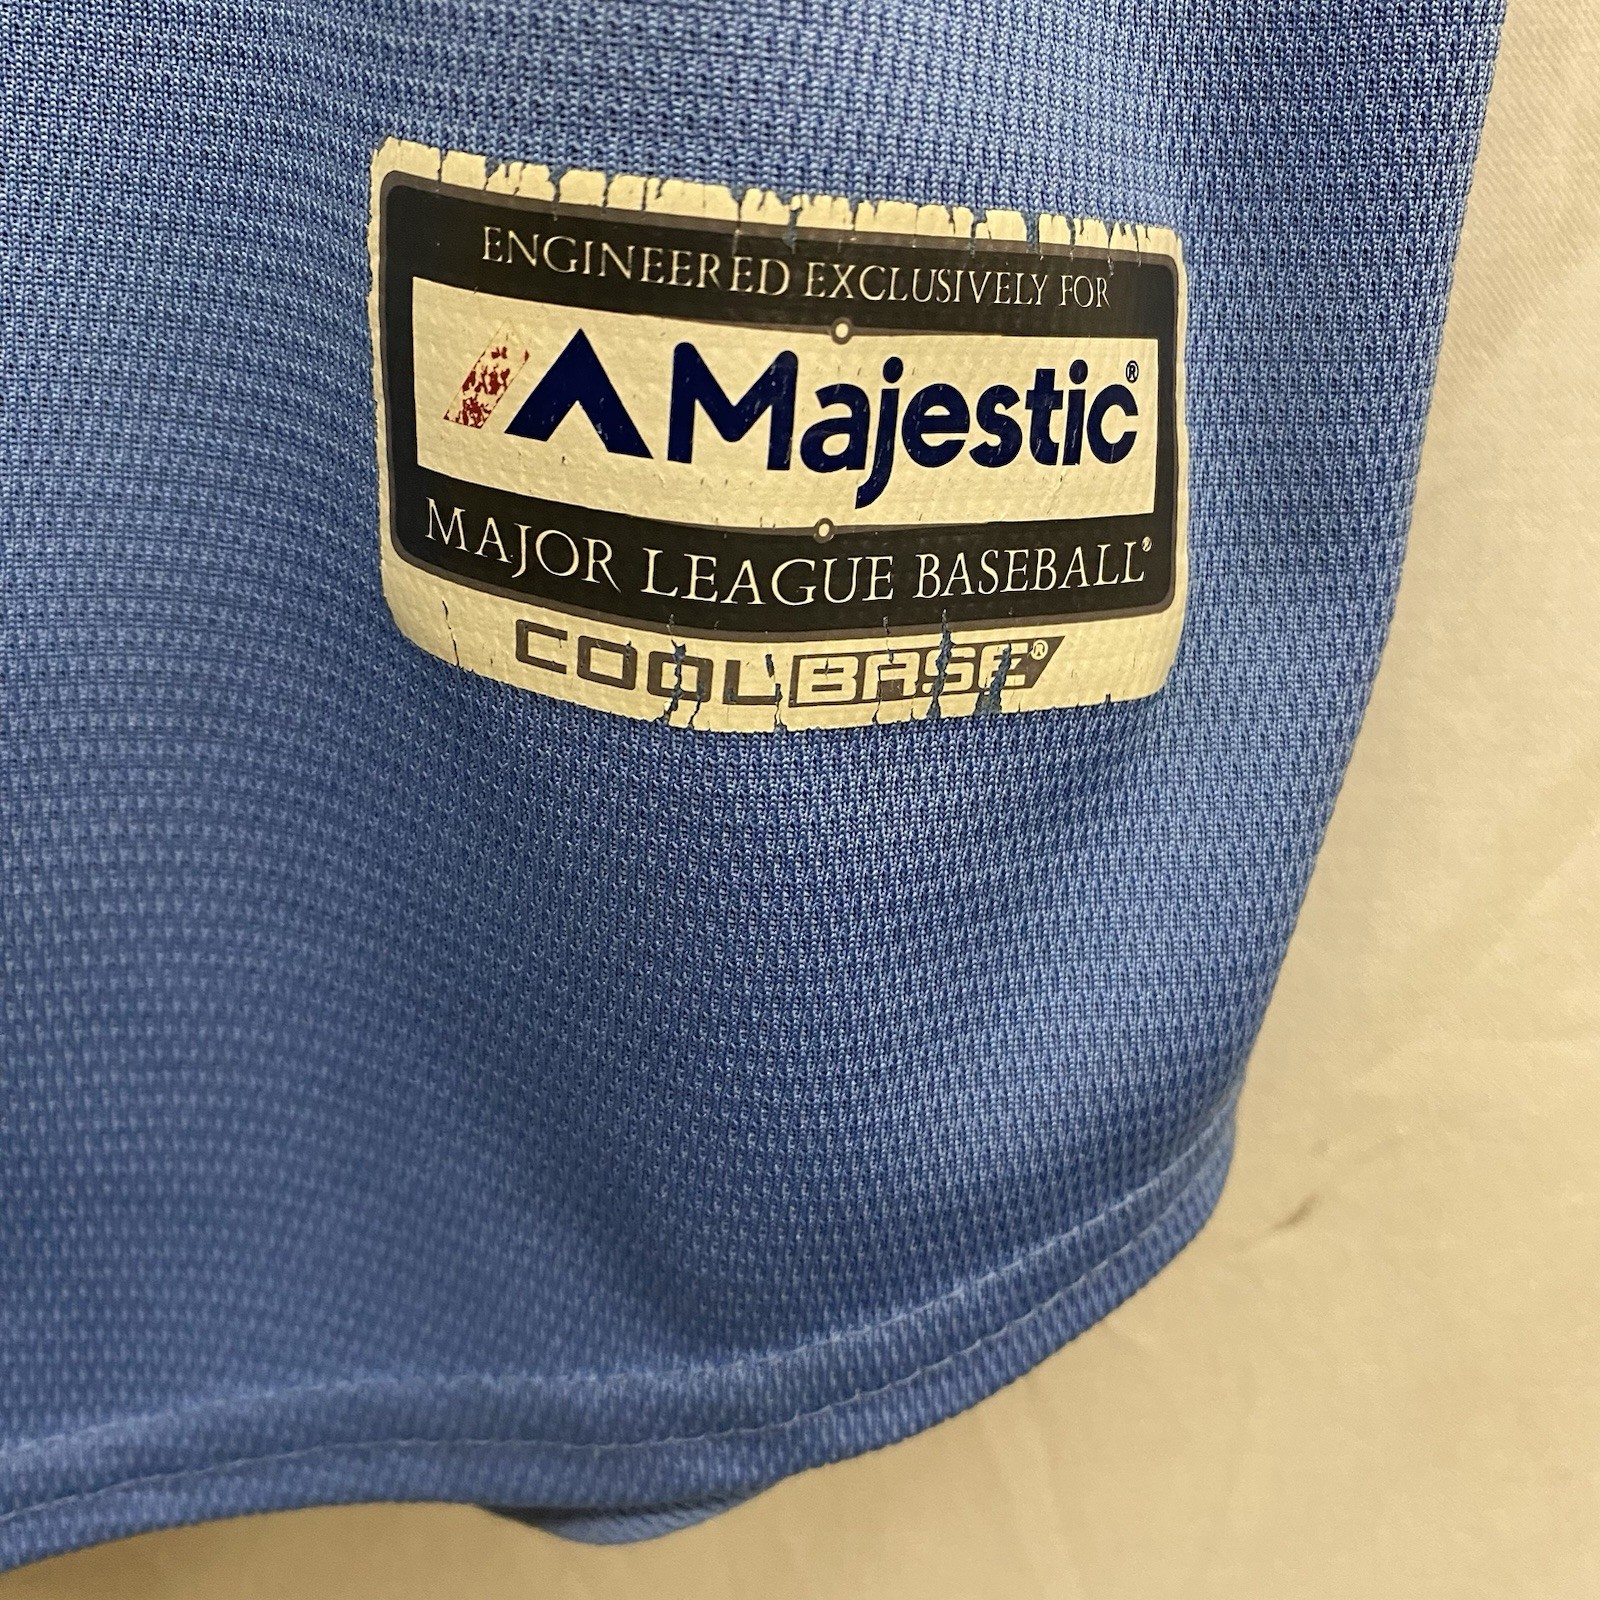 ENGINEERED EXCLUSIVELY FOR
Majestic®
MAJOR LEAGUE BASEBALL®
COOLBASE®